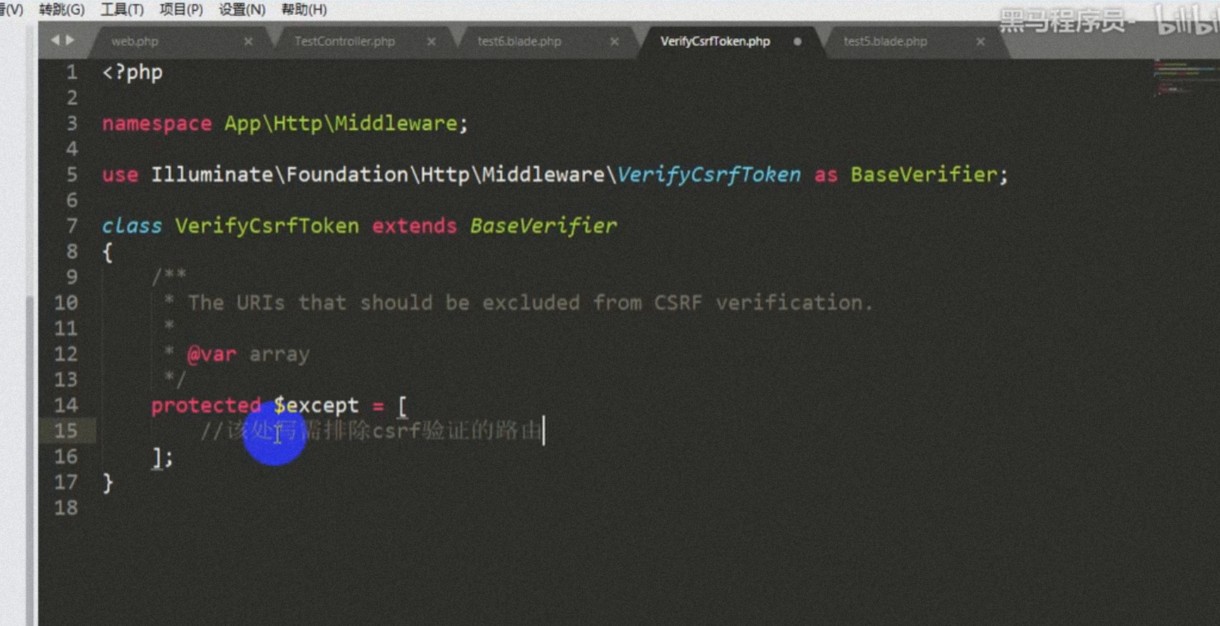 (V) 跳转(G) 工具(T) 项目(P) 设置(N) 帮助(H)
黑马程序员- bilibili
web.php × TestController.php × test6.blade.php × VerifyCsrfToken.php ● test5.blade.php ×
1 <?php
2
3 namespace App\Http\Middleware;
4
5 use Illuminate\Foundation\Http\Middleware\VerifyCsrfToken as BaseVerifier;
6
7 class VerifyCsrfToken extends BaseVerifier
8 {
9 /**
10 * The URIs that should be excluded from CSRF verification.
11 *
12 * @var array
13 */
14 protected $except = [
15 //该处写需排除csrf验证的路由
16 ];
17 }
18